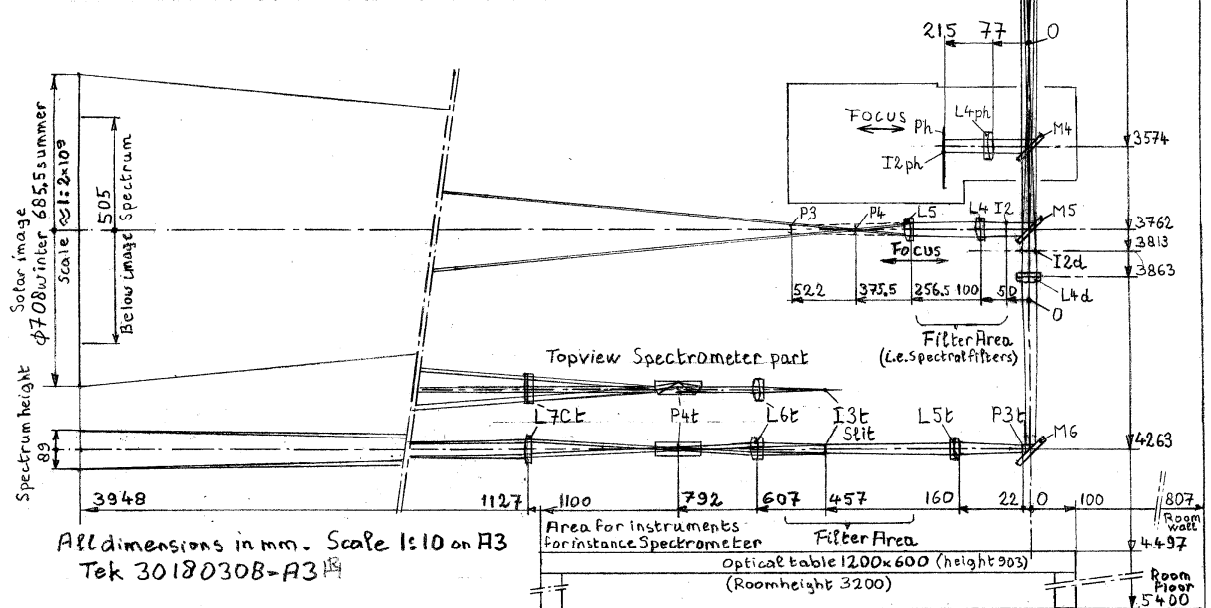 215 77 0
FOCUS
L4ph
Ph
M4
I2ph
3574
P3
P4
L5
L4 I2
M5
3762
3813
Focus
I2d
3863
L4d
522 375.5 256.5 100 50 0
Filter Area
(i.e. Spectral filters)
Solar image
ϕ708winter 685.5summer
scale ≈1:2×10⁹
505
Below image Spectrum
Topview Spectrometer part
L7Ct
P4t
L6t
I3t
Slit
L5t
P3t
M6
4263
Spectrum height
89
3948 1127 1100 792 607 457 160 22 0 100 807
Room
wall
Area for instruments
for instance Spectrometer
Filter Area
4497
Optical table 1200x600 (height 903)
(Roomheight 3200)
Room
Floor
5400
All dimensions in mm. Scale 1:10 on A3
Tek 30180308-A3